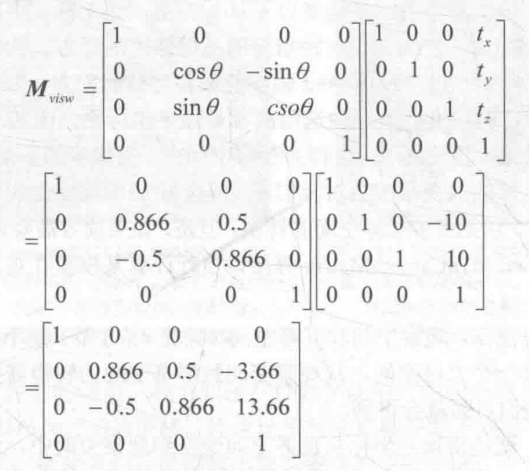 M_{visw} = \begin{bmatrix} 1 & 0 & 0 & 0 \\ 0 & \cos\theta & -\sin\theta & 0 \\ 0 & \sin\theta & cso\theta & 0 \\ 0 & 0 & 0 & 1 \end{bmatrix} \begin{bmatrix} 1 & 0 & 0 & t_x \\ 0 & 1 & 0 & t_y \\ 0 & 0 & 1 & t_z \\ 0 & 0 & 0 & 1 \end{bmatrix}
= \begin{bmatrix} 1 & 0 & 0 & 0 \\ 0 & 0.866 & 0.5 & 0 \\ 0 & -0.5 & 0.866 & 0 \\ 0 & 0 & 0 & 1 \end{bmatrix} \begin{bmatrix} 1 & 0 & 0 & 0 \\ 0 & 1 & 0 & -10 \\ 0 & 0 & 1 & 10 \\ 0 & 0 & 0 & 1 \end{bmatrix}
= \begin{bmatrix} 1 & 0 & 0 & 0 \\ 0 & 0.866 & 0.5 & -3.66 \\ 0 & -0.5 & 0.866 & 13.66 \\ 0 & 0 & 0 & 1 \end{bmatrix}